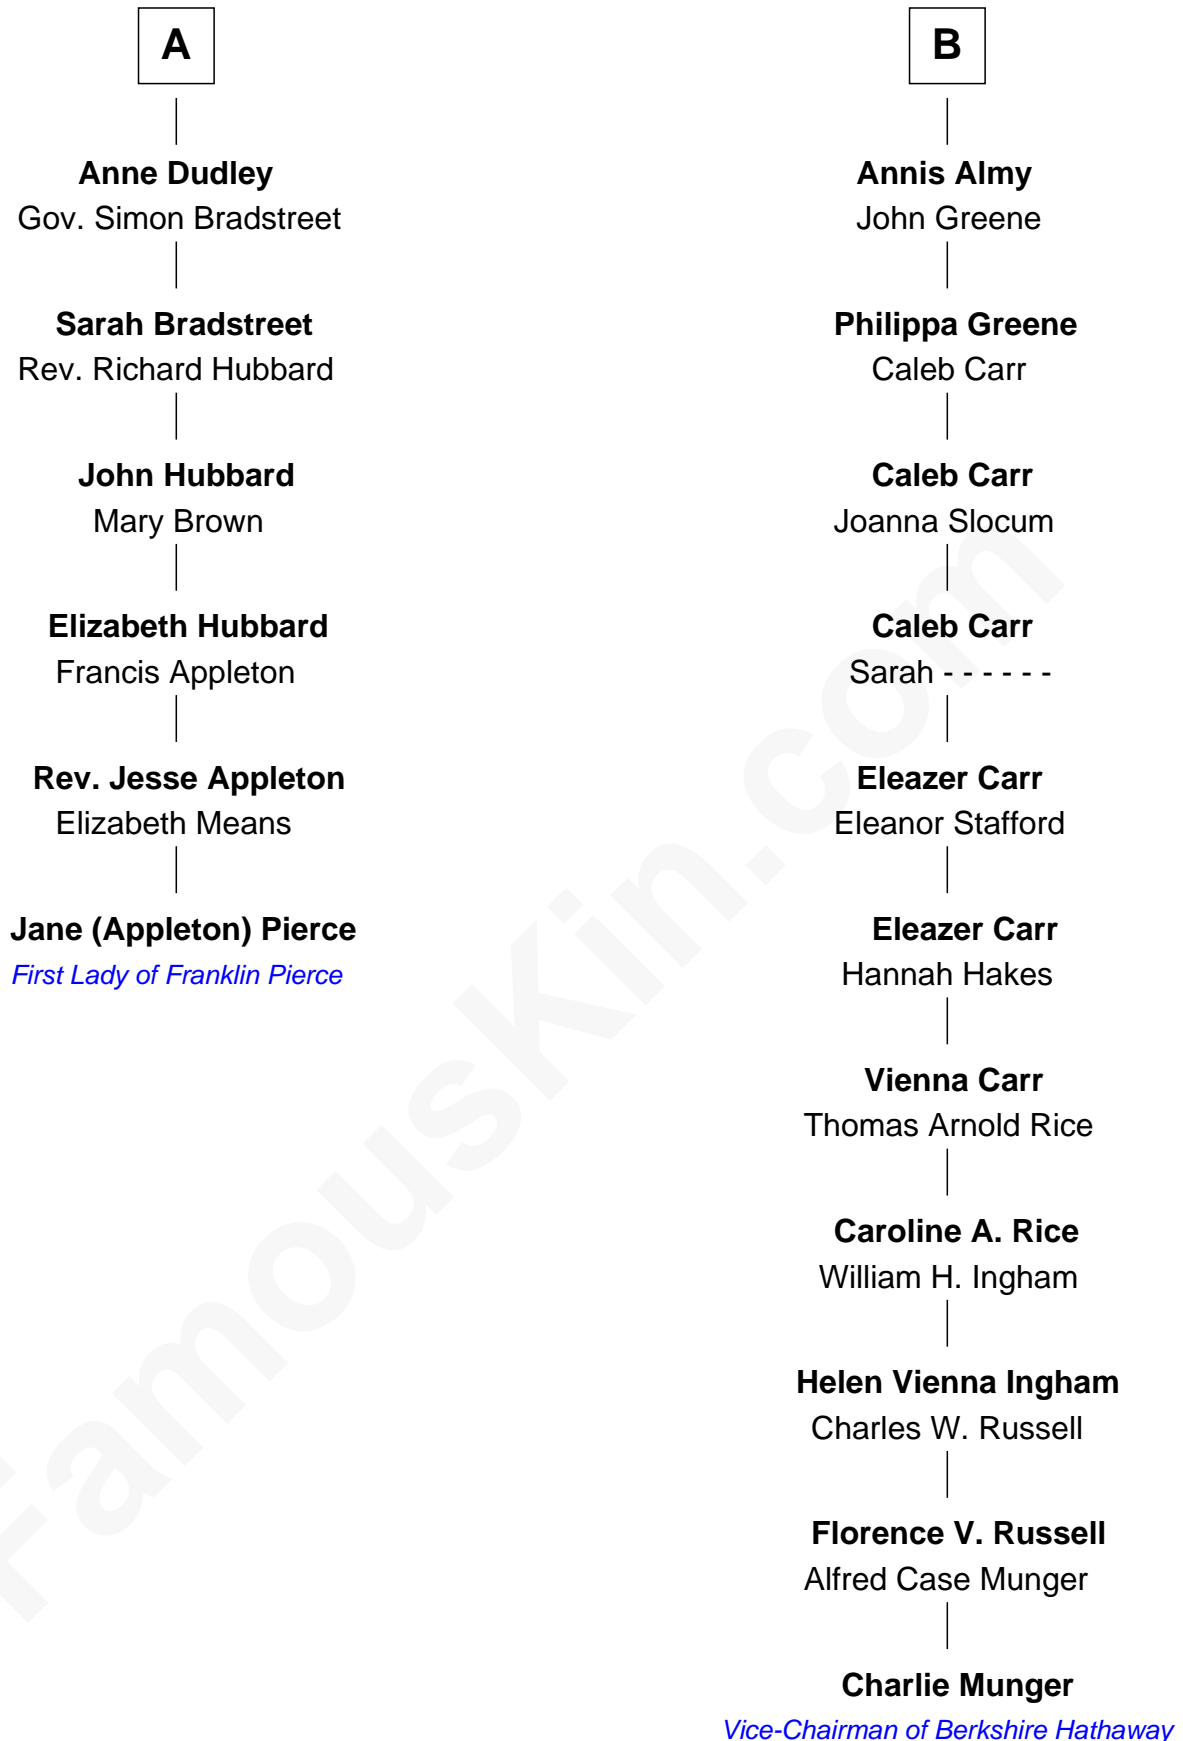 A
Anne Dudley
Gov. Simon Bradstreet
Sarah Bradstreet
Rev. Richard Hubbard
John Hubbard
Mary Brown
Elizabeth Hubbard
Francis Appleton
Rev. Jesse Appleton
Elizabeth Means
Jane (Appleton) Pierce
First Lady of Franklin Pierce
B
Annis Almy
John Greene
Philippa Greene
Caleb Carr
Caleb Carr
Joanna Slocum
Caleb Carr
Sarah - - - - - -
Eleazer Carr
Eleanor Stafford
Eleazer Carr
Hannah Hakes
Vienna Carr
Thomas Arnold Rice
Caroline A. Rice
William H. Ingham
Helen Vienna Ingham
Charles W. Russell
Florence V. Russell
Alfred Case Munger
Charlie Munger
Vice-Chairman of Berkshire Hathaway
FamousKin.com